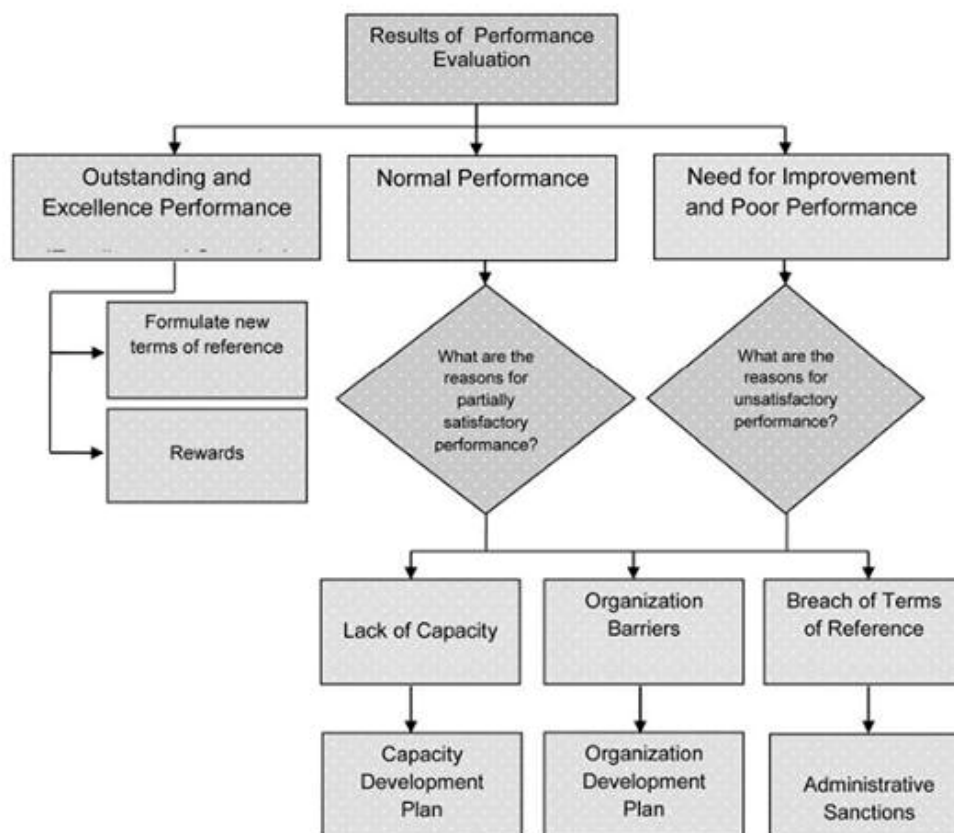 Results of Performance
Evaluation
Outstanding and
Excellence Performance
Normal Performance
Need for Improvement
and Poor Performance
Formulate new
terms of reference
Rewards
What are the
reasons for
partially
satisfactory
performance?
What are the
reasons for
unsatisfactory
performance?
Lack of Capacity
Organization
Barriers
Breach of Terms
of Reference
Capacity
Development
Plan
Organization
Development
Plan
Administrative
Sanctions